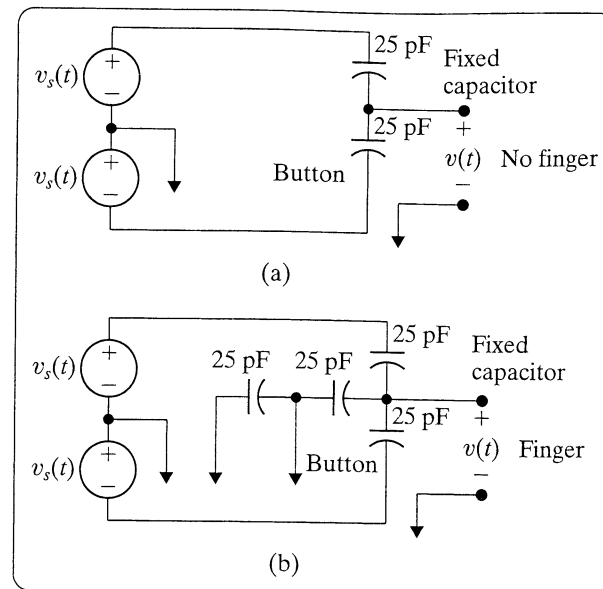 25 pF
Fixed
capacitor
+
v_s(t)
−
25 pF
+
v(t) No finger
−
+
v_s(t)
−
Button
(a)
25 pF
Fixed
capacitor
25 pF 25 pF
+
v_s(t)
−
25 pF
+
v(t) Finger
−
+
v_s(t)
−
Button
(b)